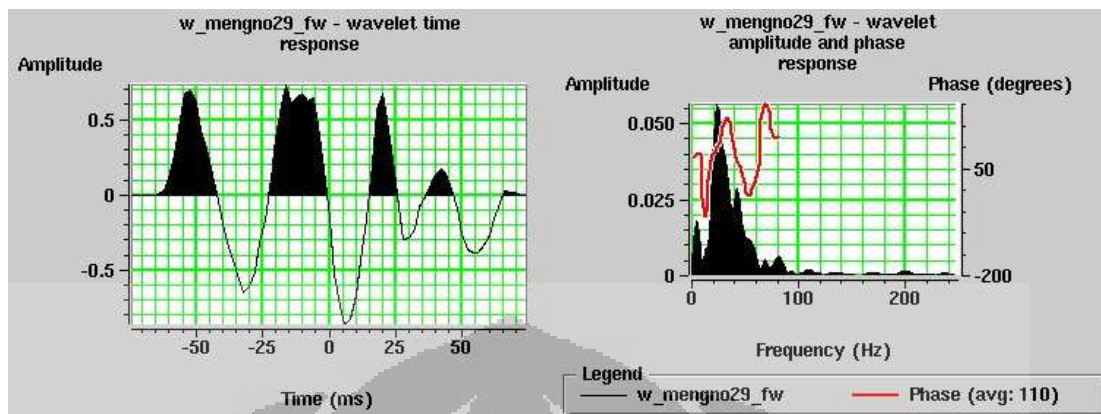 w_mengno29_fw - wavelet time
response
Amplitude
0.5
0
-0.5
-50
-25
0
25
50
Time (ms)
w_mengno29_fw - wavelet
amplitude and phase
response
Amplitude
Phase (degrees)
0.050
0.025
0
50
-200
0
100
200
Frequency (Hz)
Legend
w_mengno29_fw
Phase (avg: 110)